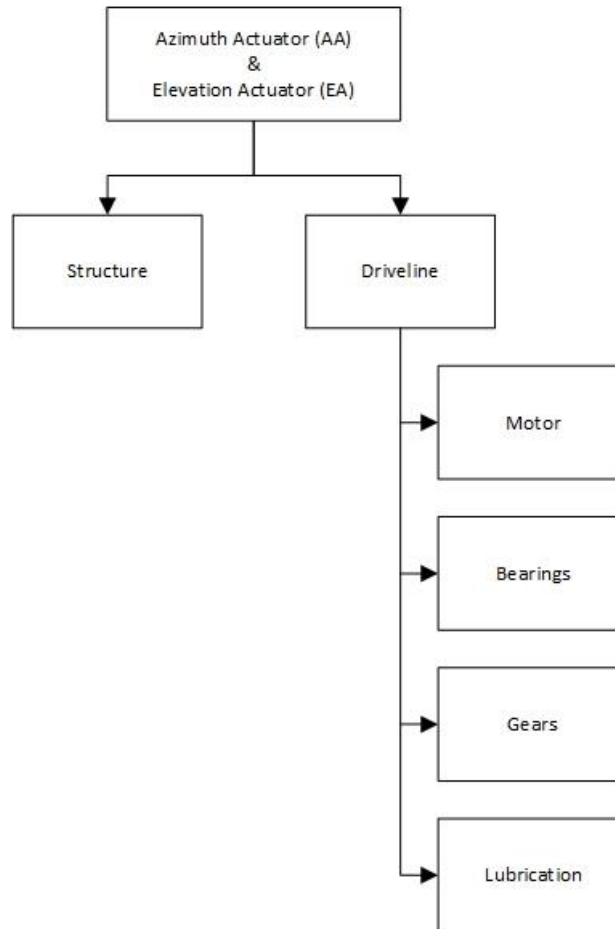 Azimuth Actuator (AA)
&
Elevation Actuator (EA)
Structure
Driveline
Motor
Bearings
Gears
Lubrication